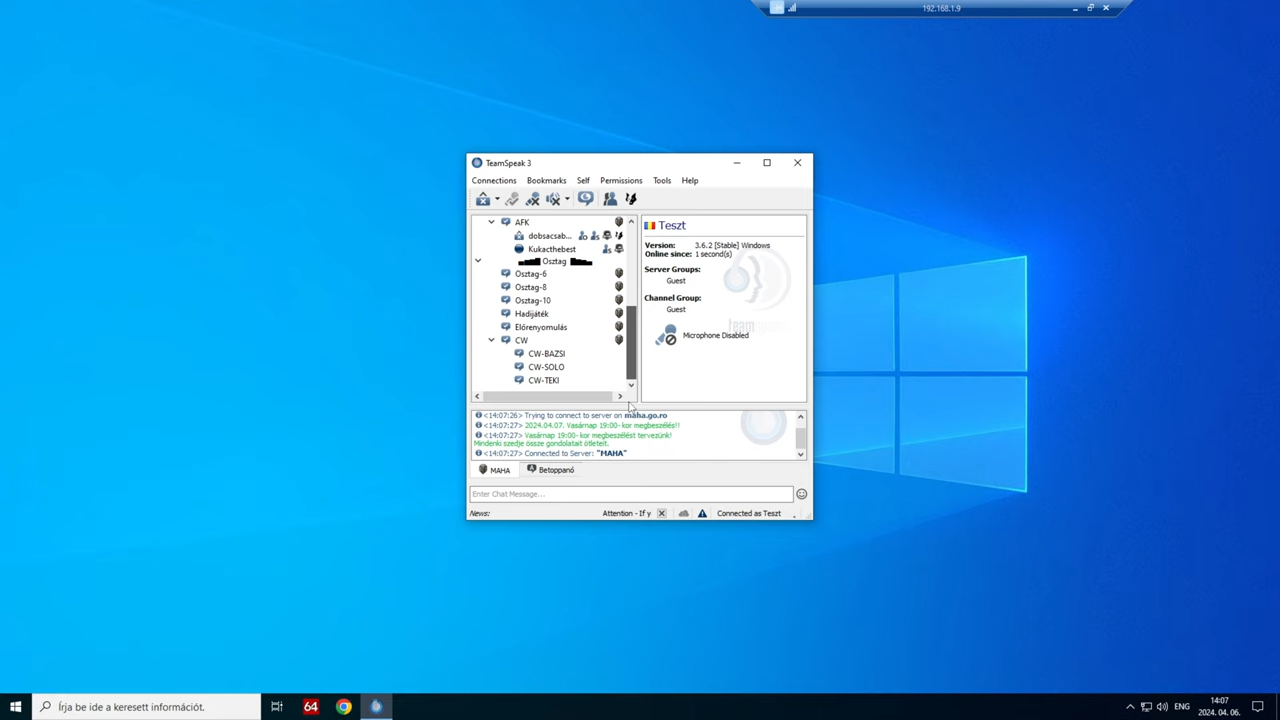 192.168.1.9
TeamSpeak 3
Connections Bookmarks Self Permissions Tools Help
AFK
dobsacsab...
Kukacthebest
Osztag
Osztag-6
Osztag-8
Osztag-10
Hadijáték
Előrenyomulás
CW
CW-BAZSI
CW-SOLO
CW-TEKI
Teszt
Version: 3.6.2 [Stable] Windows
Online since: 1 second(s)
Server Groups:
Guest
Channel Group:
Guest
Microphone Disabled
<14:07:26> Trying to connect to server on maha.go.ro
<14:07:27> 2024.04.07. Vasárnap 19:00- kor megbeszélés!!
<14:07:27> Vasárnap 19:00- kor megbeszélést tervezünk!
Mindenki szedje össze gondolatait ötleteit.
<14:07:27> Connected to Server: "MAHA"
MAHA Betoppanó
Enter Chat Message...
News: Attention - If y Connected as Teszt
Írja be ide a keresett információt.
64
ENG
14:07
2024. 04. 06.